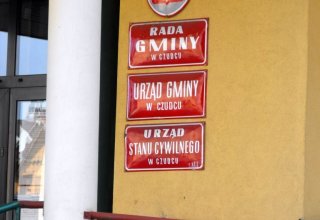 RADA
GMINY
W CZUDCU
URZĄD GMINY
W CZUDCU
URZĄD
STANU CYWILNEGO
W CZUDCU